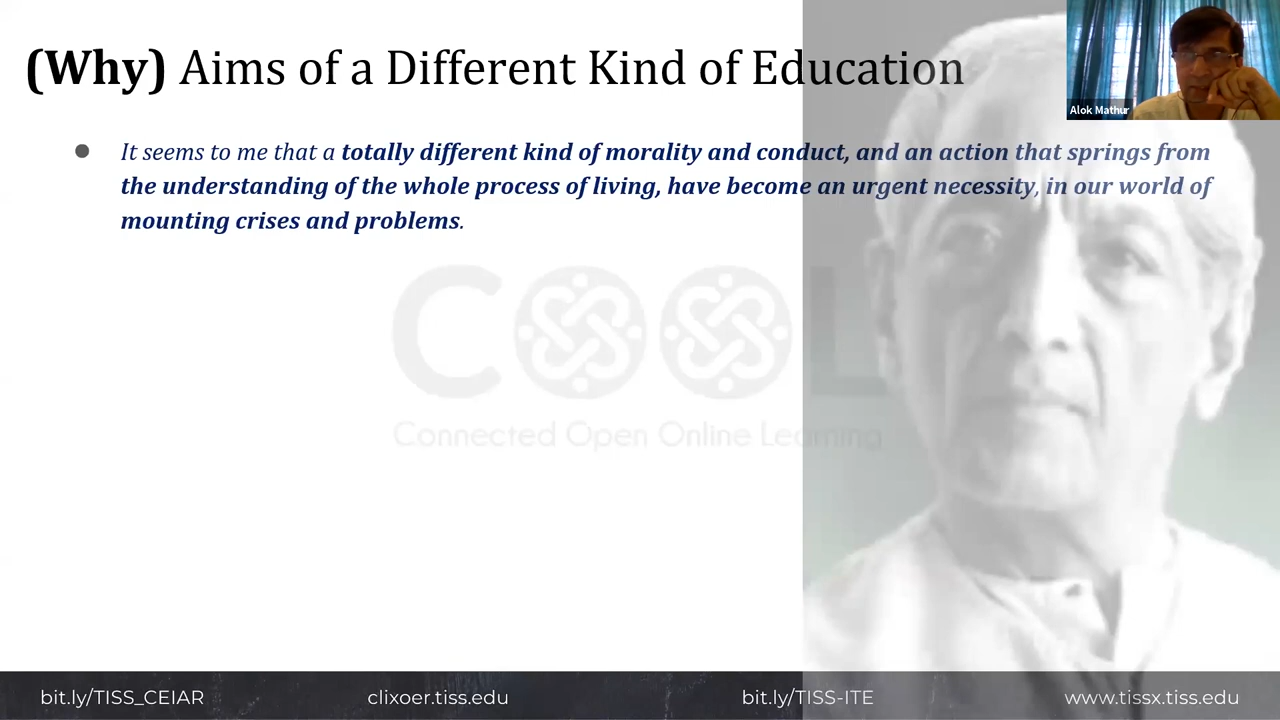 (Why) Aims of a Different Kind of Education
Alok Mathur
It seems to me that a totally different kind of morality and conduct, and an action that springs from
the understanding of the whole process of living, have become an urgent necessity, in our world of
mounting crises and problems.
COOL
Connected Open Online Learning
bit.ly/TISS_CEIAR
clixoer.tiss.edu
bit.ly/TISS-ITE
www.tissx.tiss.edu